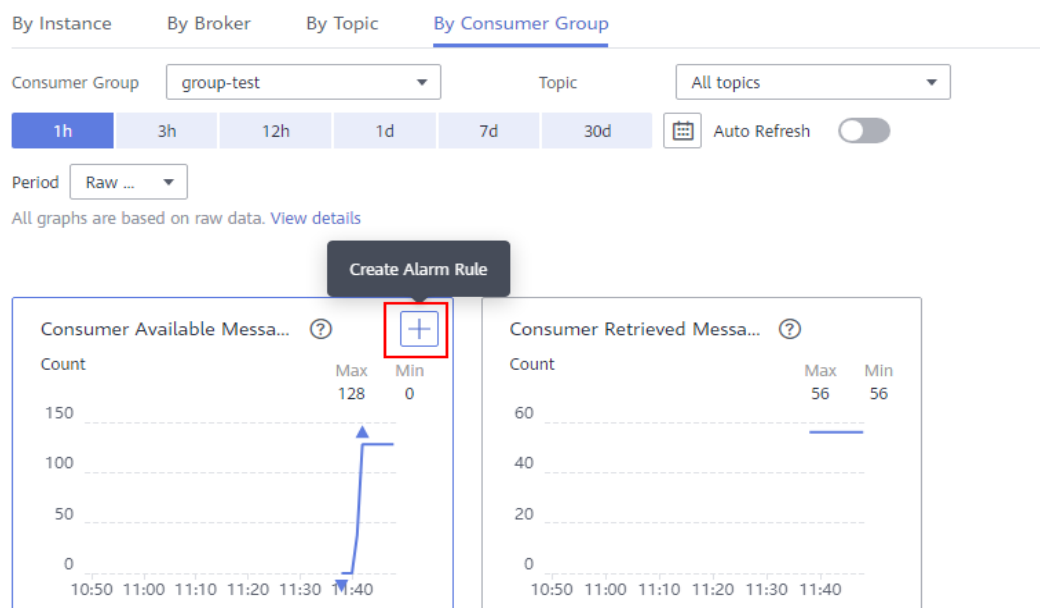 By Instance By Broker By Topic By Consumer Group
Consumer Group group-test Topic All topics
1h 3h 12h 1d 7d 30d Auto Refresh
Period Raw ...
All graphs are based on raw data. View details
Create Alarm Rule
Consumer Available Messa... ?
Count
Max Min
128 0
150
100
50
0
10:50 11:00 11:10 11:20 11:30 11:40
Consumer Retrieved Messa... ?
Count
Max Min
56 56
60
40
20
0
10:50 11:00 11:10 11:20 11:30 11:40